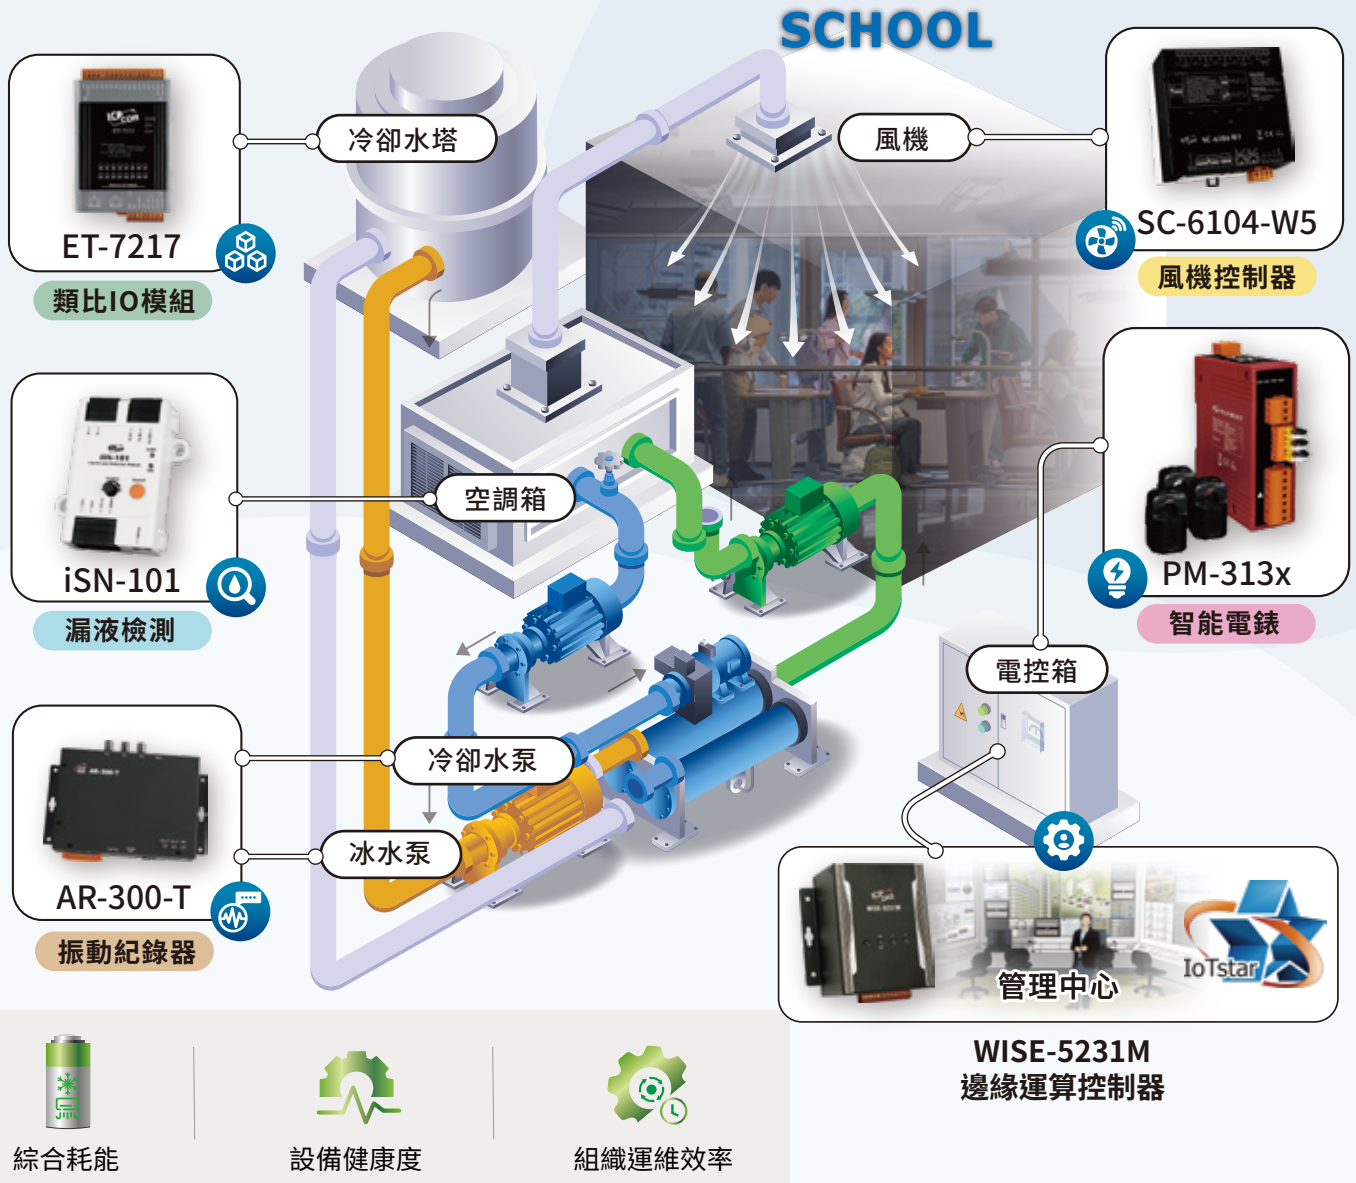 SCHOOL
ET-7217
類比IO模組
冷卻水塔
風機
SC-6104-W5
風機控制器
iSN-101
漏液檢測
空調箱
PM-313x
智能電錶
電控箱
AR-300-T
AR-300-T
振動紀錄器
冷卻水泵
冰水泵
WISE-5231M
管理中心
IoTstar
WISE-5231M
邊緣運算控制器
綜合耗能
設備健康度
組織運維效率